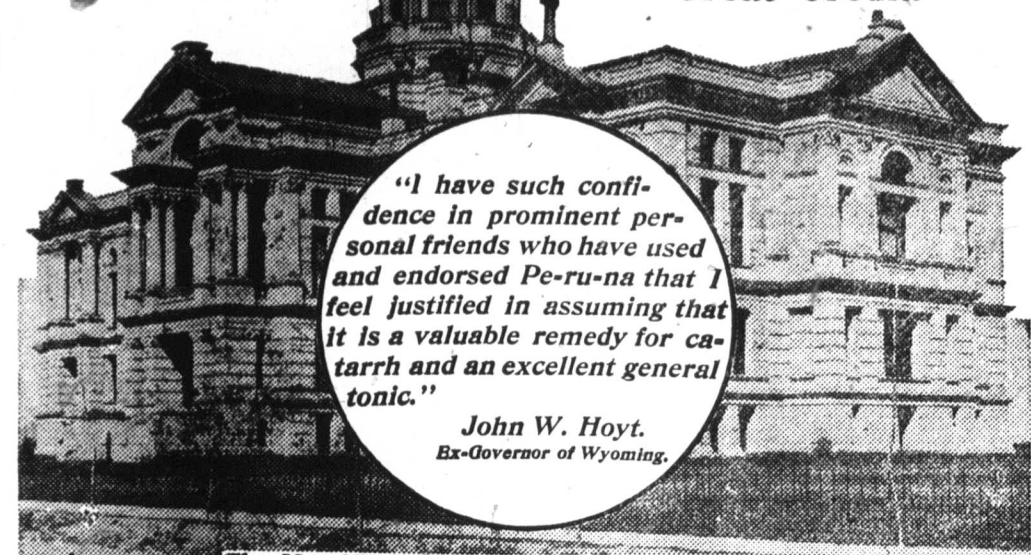 "I have such confi-
dence in prominent per-
sonal friends who have used
and endorsed Pe-ru-na that I
feel justified in assuming that
it is a valuable remedy for ca-
tarrh and an excellent general
tonic."
John W. Hoyt.
Ex-Governor of Wyoming.